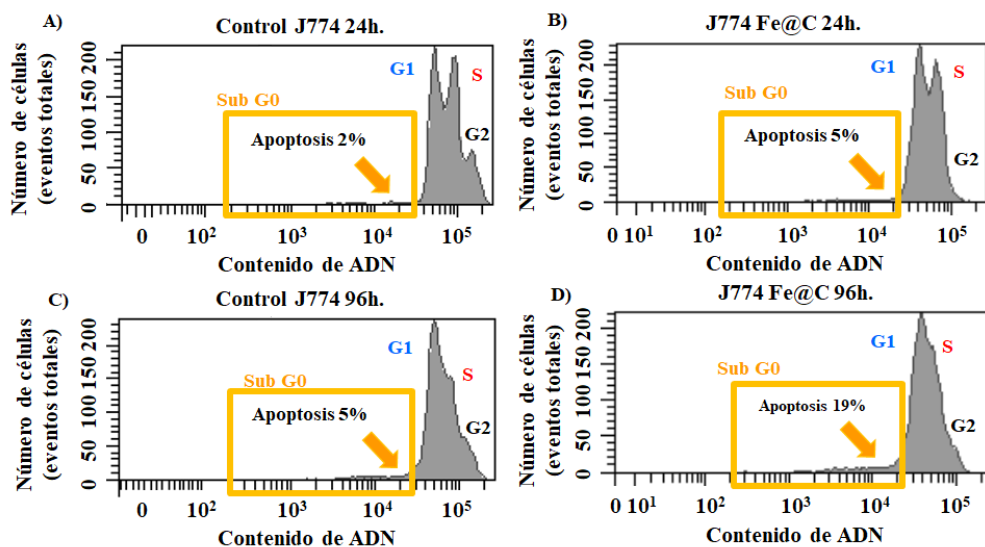 A)
Control J774 24h.
Número de células
(eventos totales)
0 50 100 150 200
G1
S
G2
Sub G0
Apoptosis 2%
0 10² 10³ 10⁴ 10⁵
Contenido de ADN
B)
J774 Fe@C 24h.
Número de células
(eventos totales)
0 50 100 150 200
G1
S
G2
Sub G0
Apoptosis 5%
0 10¹ 10² 10³ 10⁴ 10⁵
Contenido de ADN
C)
Control J774 96h.
Número de células
(eventos totales)
0 50 100 150 200
G1
S
G2
Sub G0
Apoptosis 5%
0 10² 10³ 10⁴ 10⁵
Contenido de ADN
D)
J774 Fe@C 96h.
Número de células
(eventos totales)
0 50 100 150 200
G1
S
G2
Sub G0
Apoptosis 19%
0 10¹ 10² 10³ 10⁴ 10⁵
Contenido de ADN